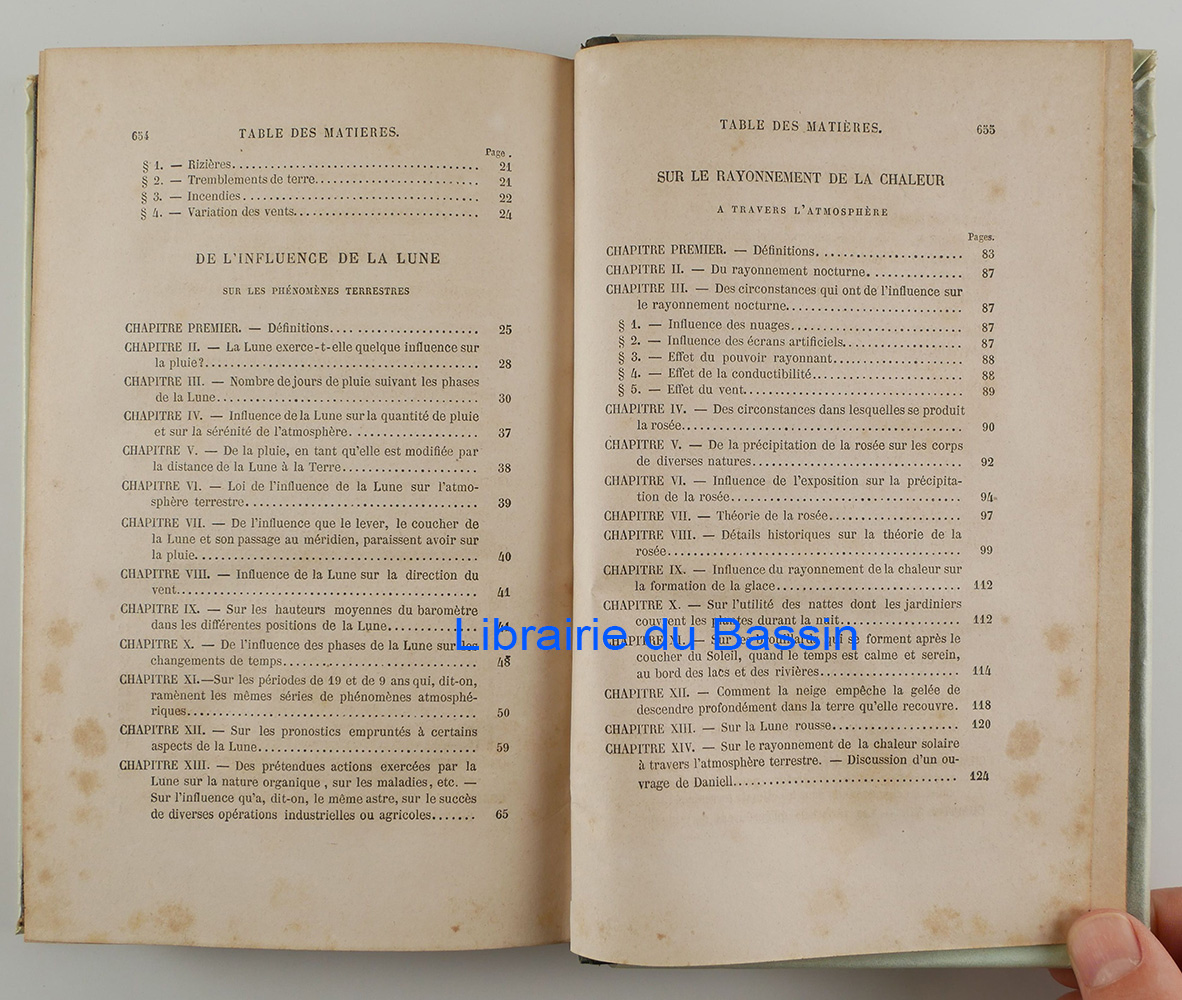 654 TABLE DES MATIERES.
Page.
§ 1. — Rizières........ 21
§ 2. — Tremblements de terre........ 21
§ 3. — Incendies........ 22
§ 4. — Variation des vents........ 24
DE L'INFLUENCE DE LA LUNE
SUR LES PHÉNOMÈNES TERRESTRES
CHAPITRE PREMIER. — Définitions........ 25
CHAPITRE II. — La Lune exerce-t-elle quelque influence sur
la pluie?........ 28
CHAPITRE III. — Nombre de jours de pluie suivant les phases
de la Lune........ 30
CHAPITRE IV. — Influence de la Lune sur la quantité de pluie
et sur la sérénité de l'atmosphère........ 37
CHAPITRE V. — De la pluie, en tant qu'elle est modifiée par
la distance de la Lune à la Terre........ 38
CHAPITRE VI. — Loi de l'influence de la Lune sur l'atmo-
sphère terrestre........ 39
CHAPITRE VII. — De l'influence que le lever, le coucher de
la Lune et son passage au méridien, paraissent avoir sur
la pluie........ 40
CHAPITRE VIII. — Influence de la Lune sur la direction du
vent........ 41
CHAPITRE IX. — Sur les hauteurs moyennes du baromètre
dans les différentes positions de la Lune........
CHAPITRE X. — De l'influence des phases de la Lune sur les
changements de temps........ 48
CHAPITRE XI.—Sur les périodes de 19 et de 9 ans qui, dit-on,
ramènent les mêmes séries de phénomènes atmosphé-
riques........ 50
CHAPITRE XII. — Sur les pronostics empruntés à certains
aspects de la Lune........ 59
CHAPITRE XIII. — Des prétendues actions exercées par la
Lune sur la nature organique, sur les maladies, etc. —
Sur l'influence qu'a, dit-on, le même astre, sur le succès
de diverses opérations industrielles ou agricoles....... 65
TABLE DES MATIÈRES. 655
SUR LE RAYONNEMENT DE LA CHALEUR
A TRAVERS L'ATMOSPHÈRE
Pages.
CHAPITRE PREMIER. — Définitions........ 83
CHAPITRE II. — Du rayonnement nocturne........ 87
CHAPITRE III. — Des circonstances qui ont de l'influence sur
le rayonnement nocturne........ 87
§ 1. — Influence des nuages........ 87
§ 2. — Influence des écrans artificiels........ 87
§ 3. — Effet du pouvoir rayonnant........ 88
§ 4. — Effet de la conductibilité........ 88
§ 5. — Effet du vent........ 89
CHAPITRE IV. — Des circonstances dans lesquelles se produit
la rosée........ 90
CHAPITRE V. — De la précipitation de la rosée sur les corps
de diverses natures........ 92
CHAPITRE VI. — Influence de l'exposition sur la précipita-
tion de la rosée........ 94
CHAPITRE VII. — Théorie de la rosée........ 97
CHAPITRE VIII. — Détails historiques sur la théorie de la
rosée........ 99
CHAPITRE IX. — Influence du rayonnement de la chaleur sur
la formation de la glace........ 112
CHAPITRE X. — Sur l'utilité des nattes dont les jardiniers
couvrent les plantes durant la nuit........ 112
CHAPITRE XI. — Sur les brouillards qui se forment après le
coucher du Soleil, quand le temps est calme et serein,
au bord des lacs et des rivières........ 114
CHAPITRE XII. — Comment la neige empêche la gelée de
descendre profondément dans la terre qu'elle recouvre. 118
CHAPITRE XIII. — Sur la Lune rousse........ 120
CHAPITRE XIV. — Sur le rayonnement de la chaleur solaire
à travers l'atmosphère terrestre. — Discussion d'un ou-
vrage de Daniell........ 124
Librairie du Bassin